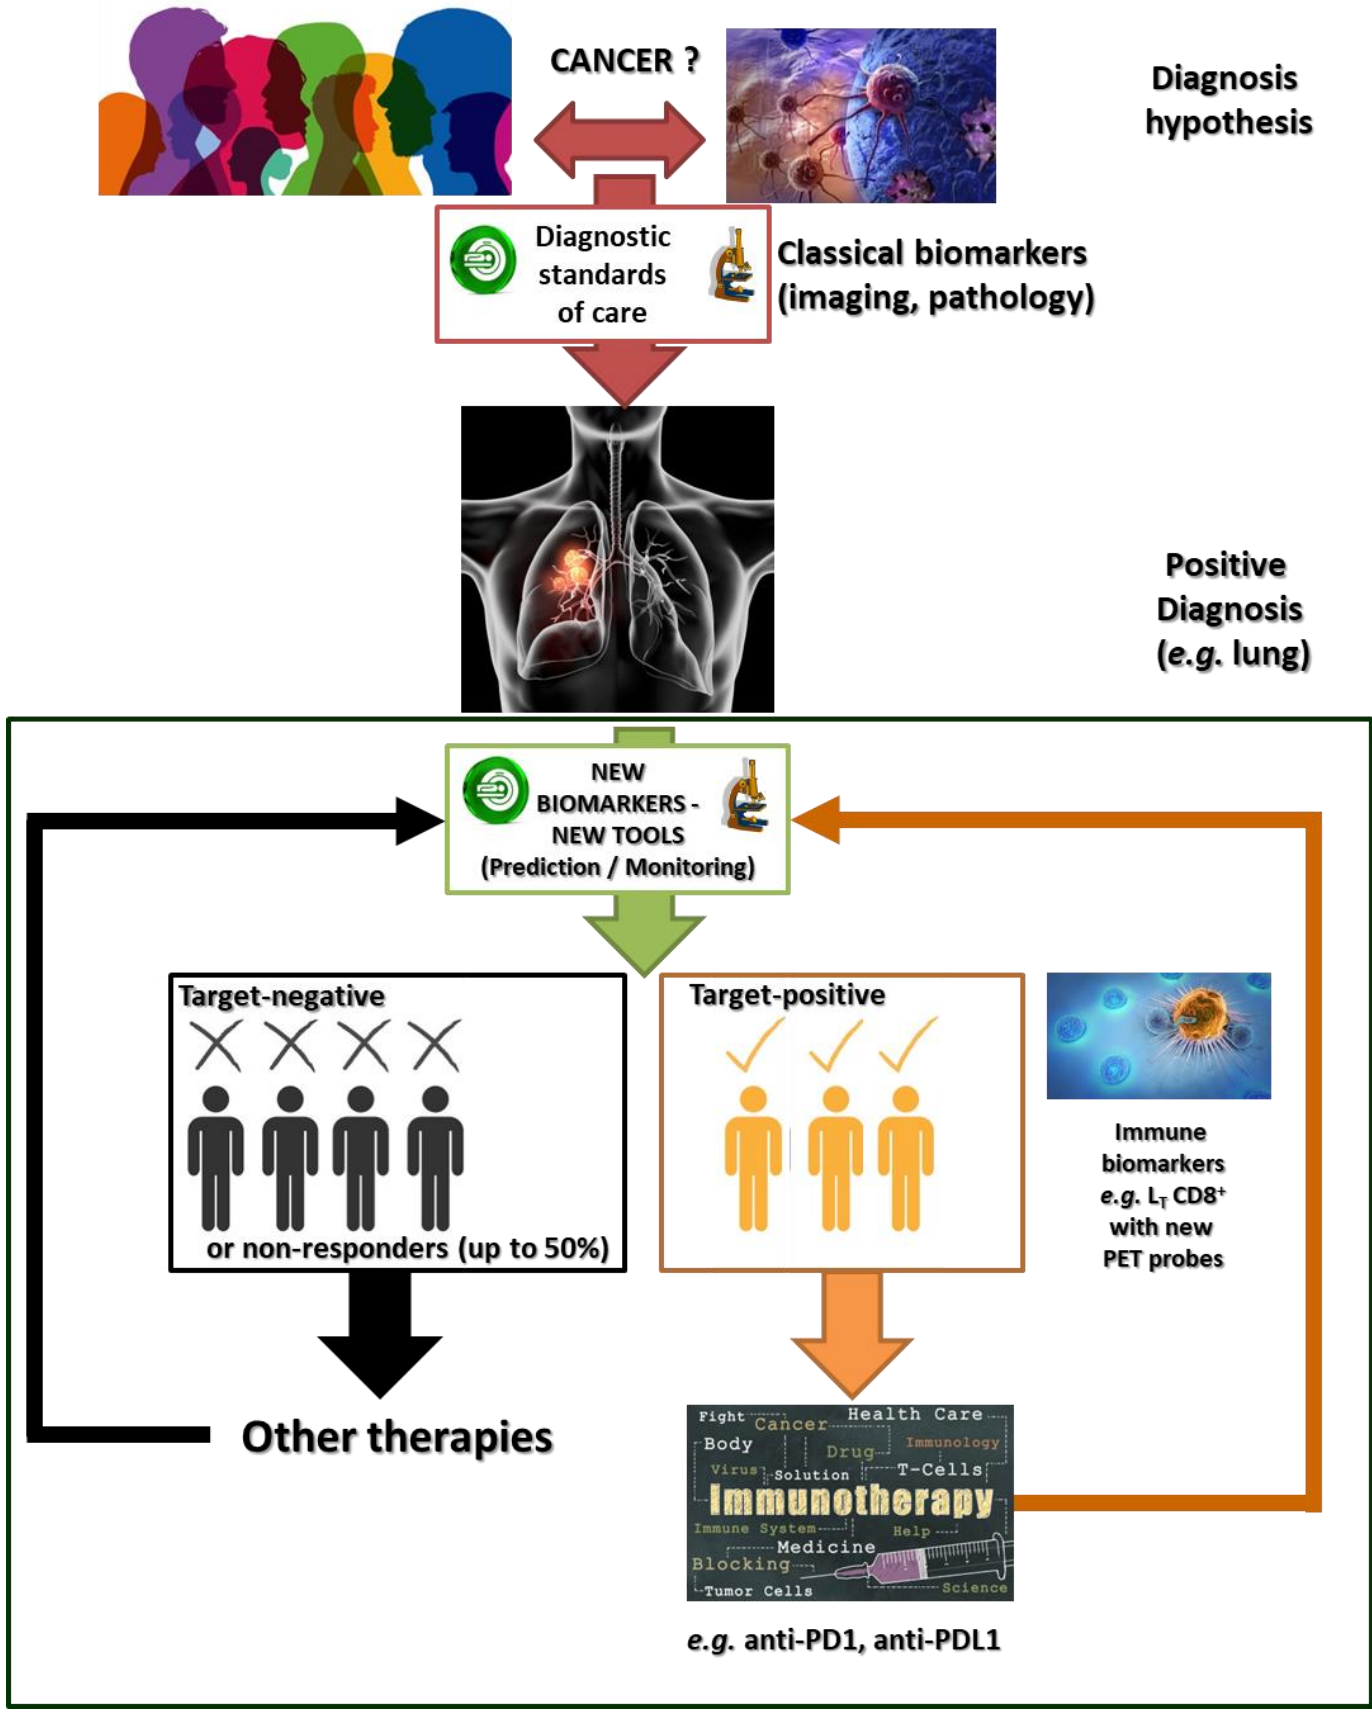 CANCER ?
Diagnosis
hypothesis
Diagnostic
standards
of care
Classical biomarkers
(imaging, pathology)
Positive
Diagnosis
(e.g. lung)
NEW
BIOMARKERS -
NEW TOOLS
(Prediction / Monitoring)
Target-negative
or non-responders (up to 50%)
Target-positive
Immune
biomarkers
e.g. L_T CD8⁺
with new
PET probes
Other therapies
Fight
Cancer
Health Care
Body
Drug
Immunology
Virus
Solution
T-Cells
Immunotherapy
Immune System
Help
Medicine
Blocking
Tumor Cells
Science
e.g. anti-PD1, anti-PDL1